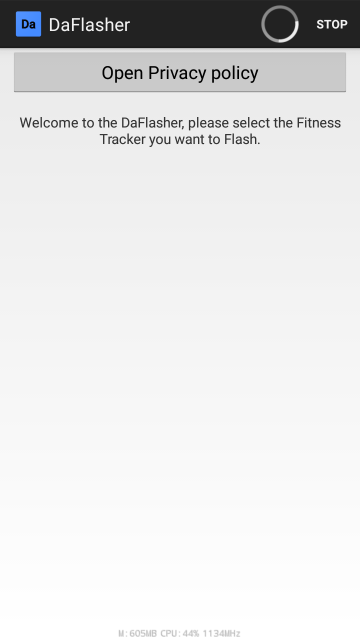 Da DaFlasher STOP
Open Privacy policy
Welcome to the DaFlasher, please select the Fitness
Tracker you want to Flash.
M: 605MB CPU: 44% 1134MHz